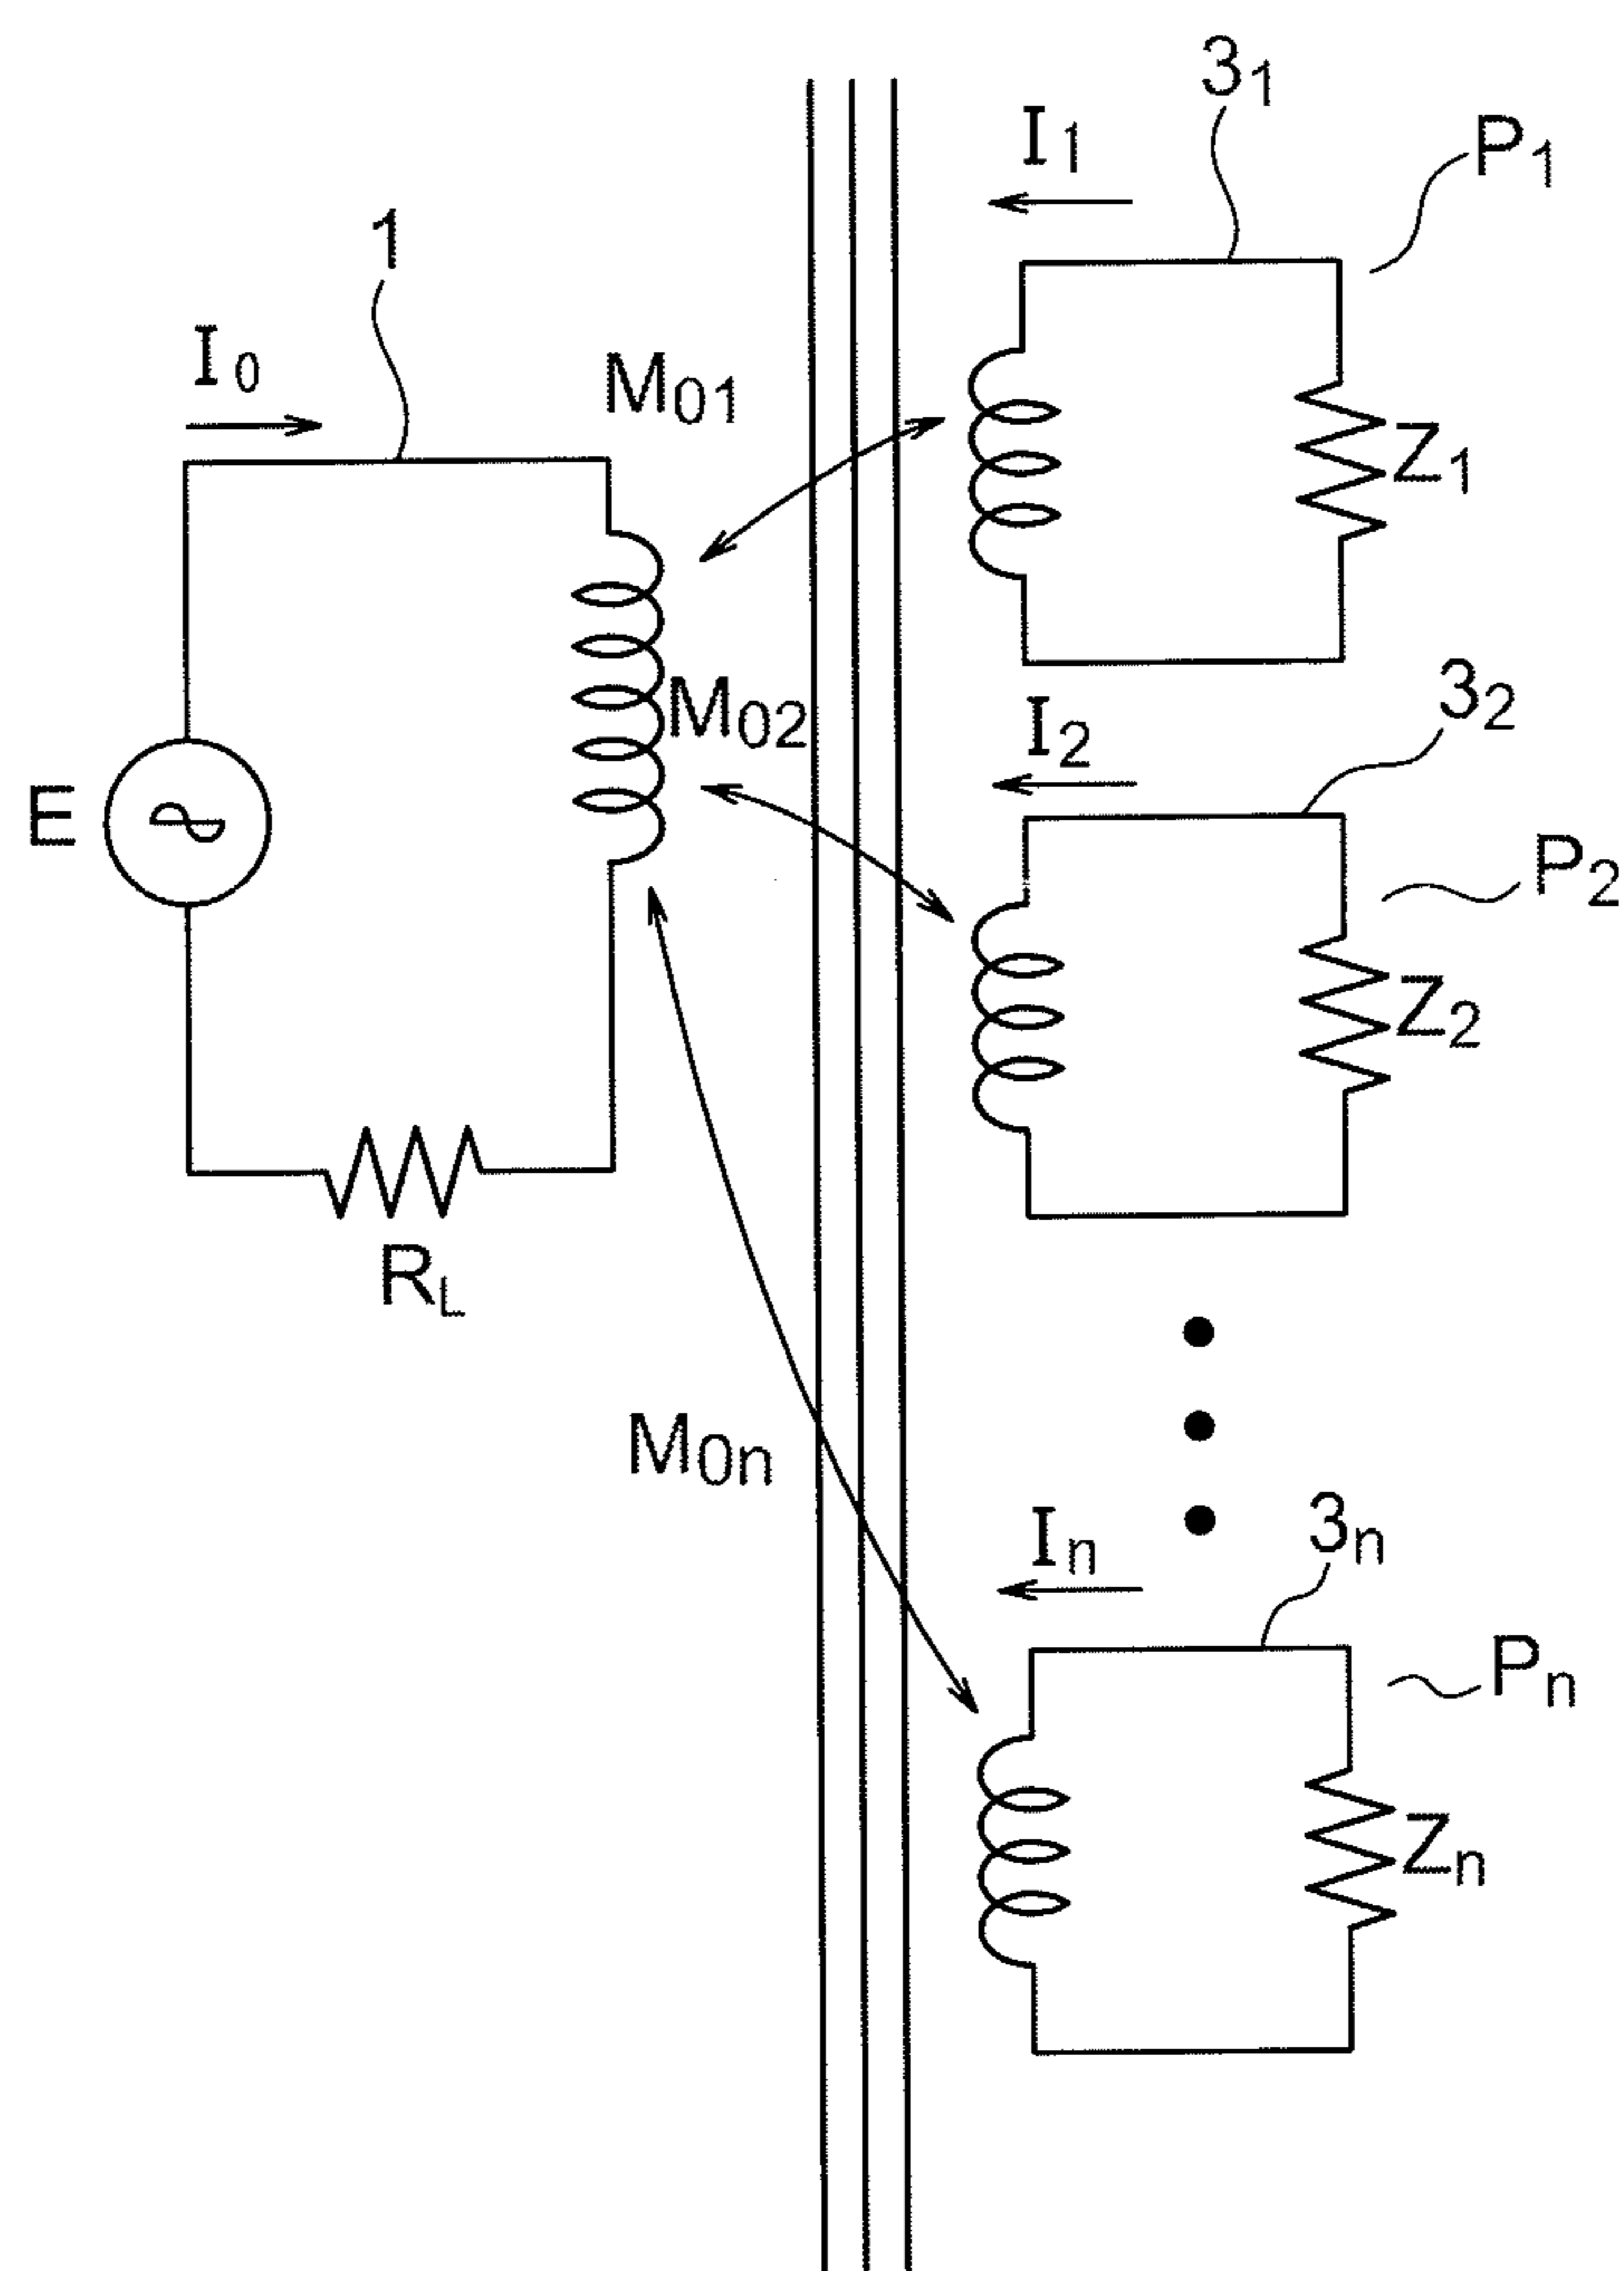 3₁
I₁
P₁
1
I₀
M₀₁
Z₁
M₀₂
I₂
3₂
E
P₂
Z₂
R_L
M₀ₙ
Iₙ
3ₙ
Pₙ
Zₙ